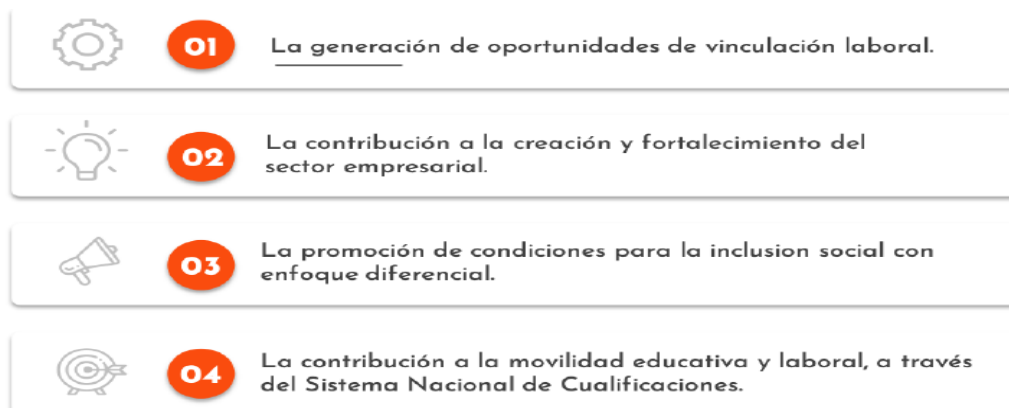 01 La generación de oportunidades de vinculación laboral.
02 La contribución a la creación y fortalecimiento del
sector empresarial.
03 La promoción de condiciones para la inclusion social con
enfoque diferencial.
04 La contribución a la movilidad educativa y laboral, a través
del Sistema Nacional de Cualificaciones.